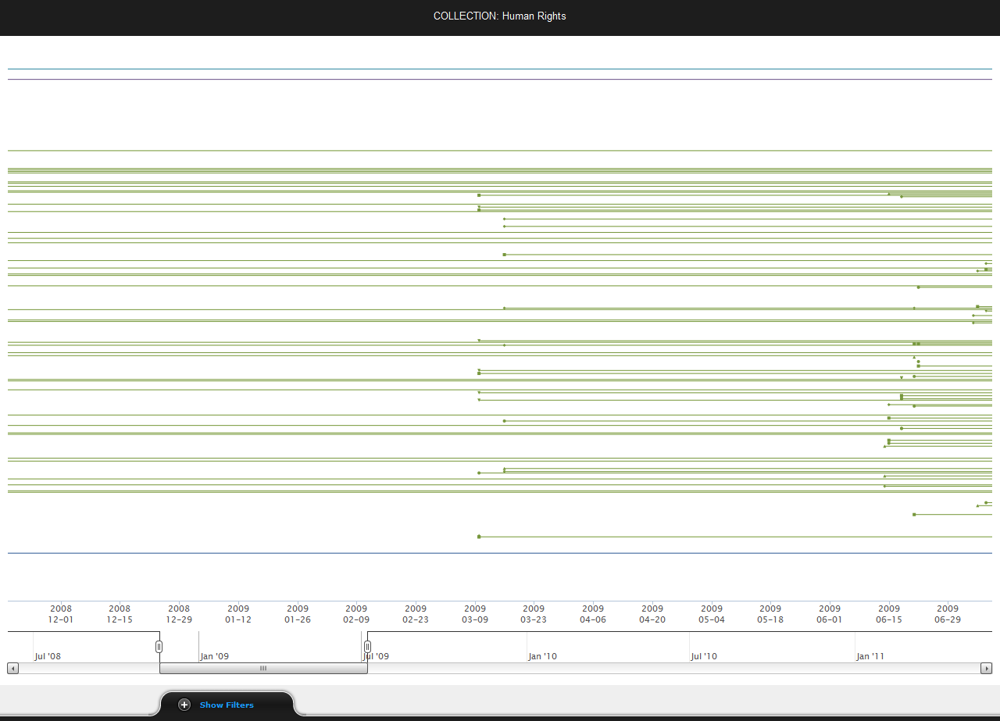 COLLECTION: Human Rights
2008 2008 2008 2009 2009 2009 2009 2009 2009 2009 2009 2009 2009 2009 2009 2009
12-01 12-15 12-29 01-12 01-26 02-09 02-23 03-09 03-23 04-06 04-20 05-04 05-18 06-01 06-15 06-29
Jul '08 Jan '09 Jul '09 Jan '10 Jul '10 Jan '11
Show Filters